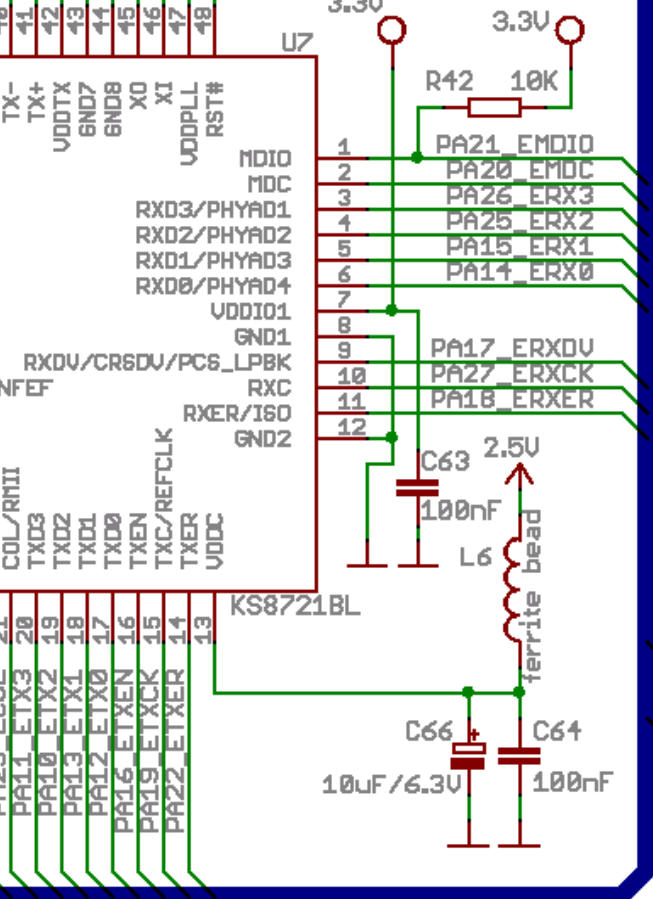 3.3V
41
42
43
44
45
46
47
48
U7
3.3V
TX-
TX+
VDDTX
GND7
GND8
XO
XI
VDDPLL
RST#
R42 10K
MDIO 1 PA21_EMDIO
MDC 2 PA20_EMDC
RXD3/PHYAD1 3 PA26_ERX3
RXD2/PHYAD2 4 PA25_ERX2
RXD1/PHYAD3 5 PA15_ERX1
RXD0/PHYAD4 6 PA14_ERX0
VDDIO1 7
GND1 8
RXDV/CRSDV/PCS_LPBK 9 PA17_ERXDV
NFEF
RXC 10 PA27_ERXCK
RXER/ISO 11 PA18_ERXER
GND2 12
C63
100nF
2.5V
L6
ferrite bead
COL/RMII
TXD3
TXD2
TXD1
TXD0
TXEN
TXC/REFCLK
TXER
VDDC
KS8721BL
21
20
19
18
17
16
15
14
13
PA11_ETX3
PA10_ETX2
PA13_ETX1
PA12_ETX0
PA16_ETXEN
PA19_ETXCK
PA22_ETXER
C66
10uF/6.3V
C64
100nF